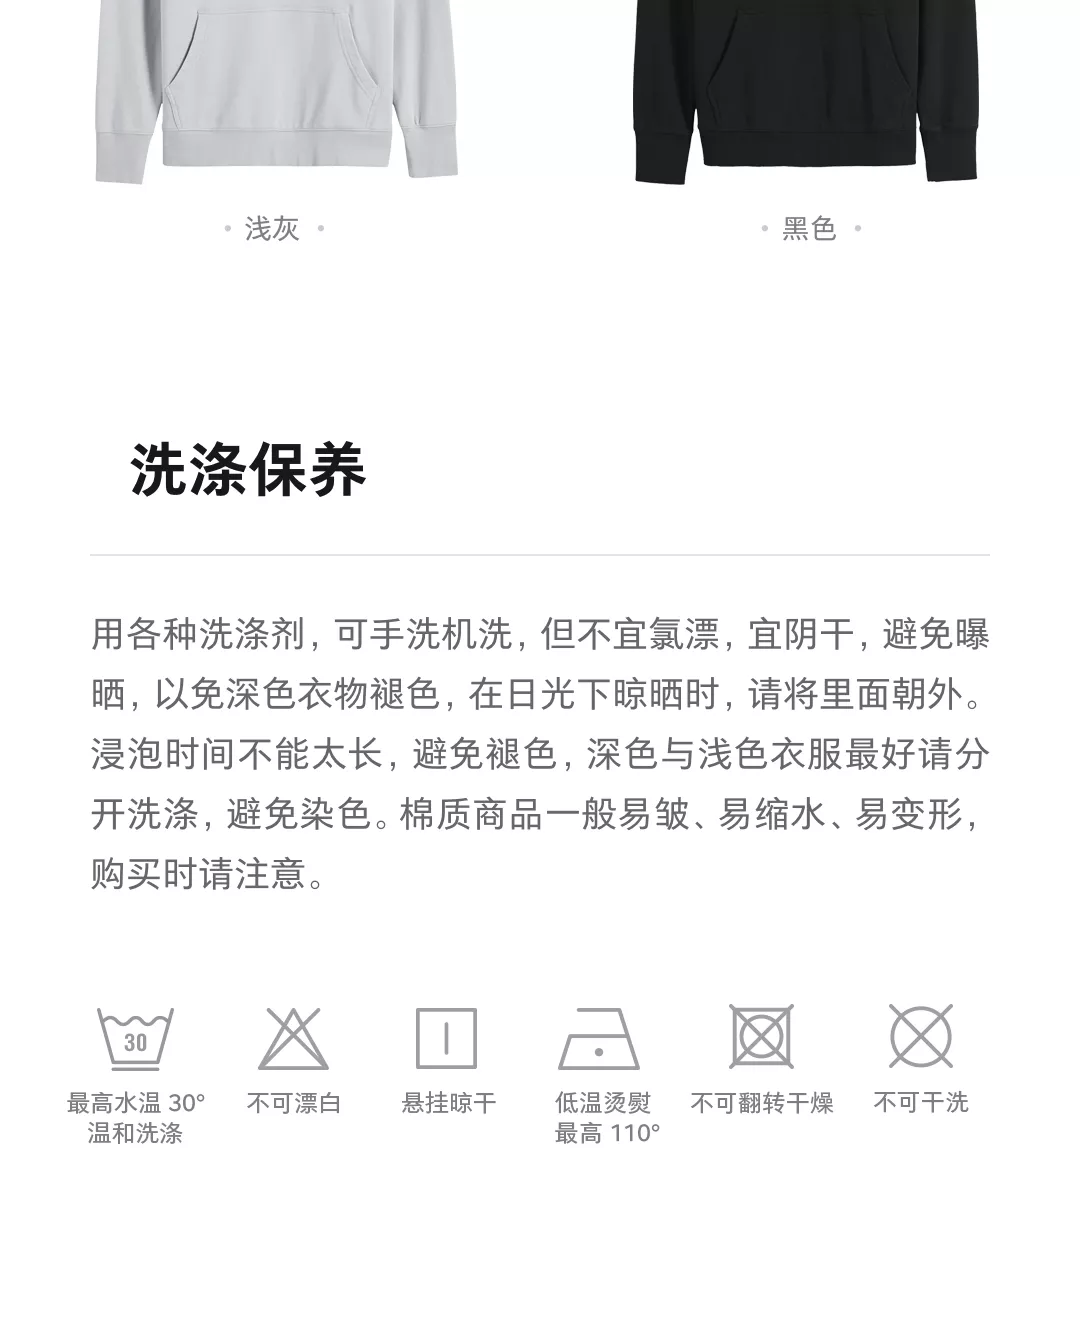 · 浅灰 ·
· 黑色 ·
洗涤保养
用各种洗涤剂，可手洗机洗，但不宜氯漂，宜阴干，避免曝
晒，以免深色衣物褪色，在日光下晾晒时，请将里面朝外。
浸泡时间不能太长，避免褪色，深色与浅色衣服最好请分
开洗涤，避免染色。棉质商品一般易皱、易缩水、易变形，
购买时请注意。
30
最高水温 30°
温和洗涤
不可漂白
悬挂晾干
低温烫熨
最高 110°
不可翻转干燥
不可干洗